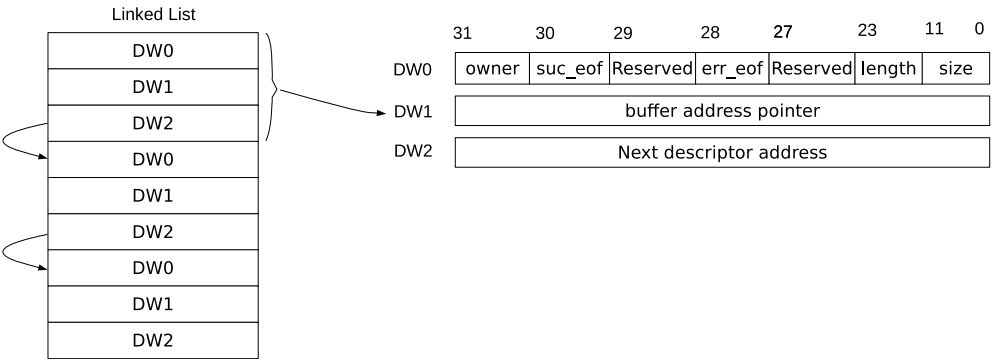 Linked List
DW0
DW1
DW2
DW0
DW1
DW2
DW0
DW1
DW2
31 30 29 28 27 23 11 0
DW0 owner suc_eof Reserved err_eof Reserved length size
DW1 buffer address pointer
DW2 Next descriptor address